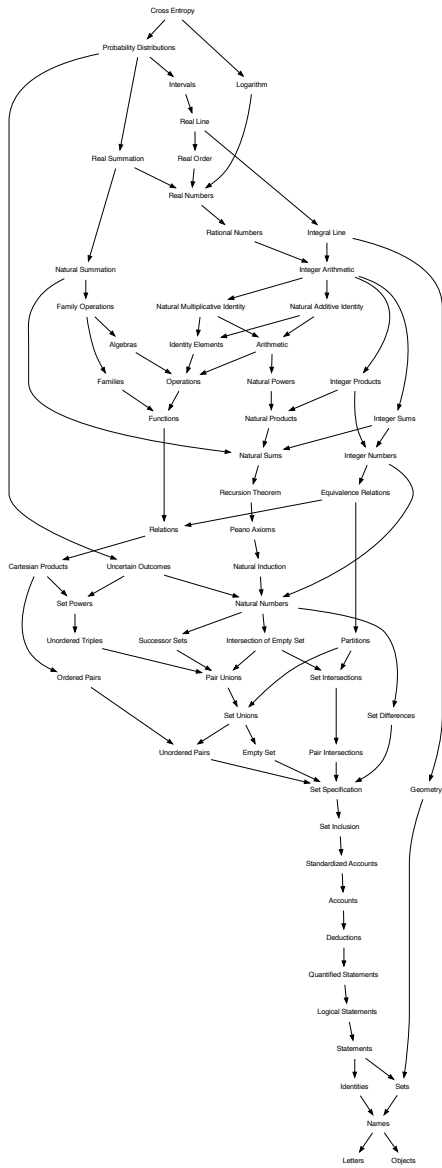 Cross Entropy
Probability Distributions
Intervals Logarithm
Real Line
Real Summation Real Order
Real Numbers
Rational Numbers Integral Line
Natural Summation Integer Arithmetic
Family Operations Natural Multiplicative Identity Natural Additive Identity
Algebras Identity Elements Arithmetic
Families Operations Natural Powers Integer Products
Functions Natural Products Integer Sums
Natural Sums Integer Numbers
Recursion Theorem Equivalence Relations
Relations Peano Axioms
Cartesian Products Uncertain Outcomes Natural Induction
Set Powers Natural Numbers
Unordered Triples Successor Sets Intersection of Empty Set Partitions
Ordered Pairs Pair Unions Set Intersections
Set Unions Set Differences
Unordered Pairs Empty Set Pair Intersections
Set Specification Geometry
Set Inclusion
Standardized Accounts
Accounts
Deductions
Quantified Statements
Logical Statements
Statements
Identities Sets
Names
Letters Objects